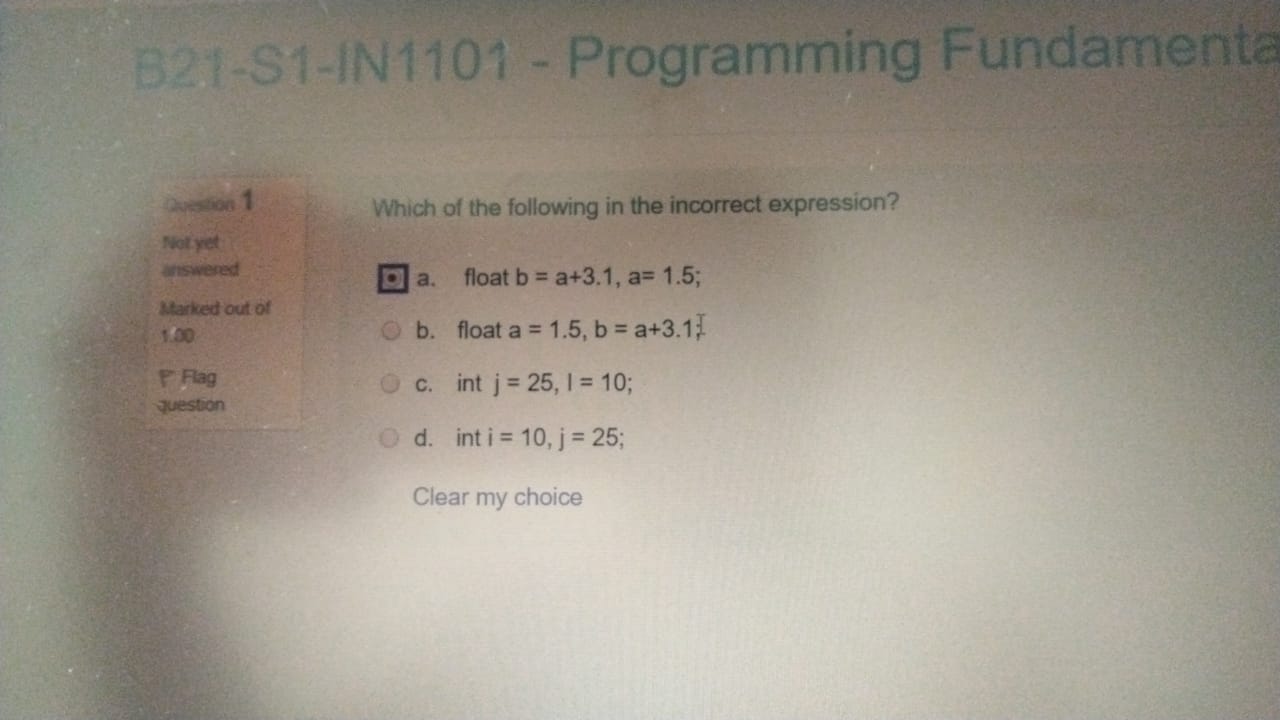 B21-S1-IN1101 - Programming Fundamenta
Question 1
Not yet
answered
Marked out of
1.00
Flag
question
Which of the following in the incorrect expression?
a. float b = a+3.1, a= 1.5;
b. float a = 1.5, b = a+3.1;
c. int j = 25, l = 10;
d. int i = 10, j = 25;
Clear my choice